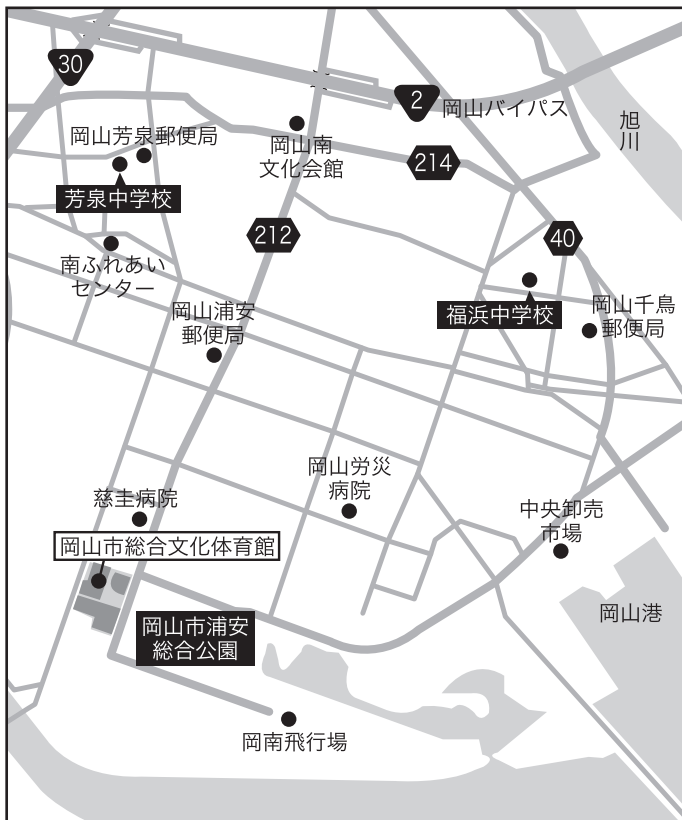 30
2
岡山バイパス
旭川
岡山芳泉郵便局
岡山南
文化会館
214
芳泉中学校
212
40
南ふれあい
センター
岡山浦安
郵便局
福浜中学校
岡山千鳥
郵便局
岡山労災
病院
慈圭病院
中央卸売
市場
岡山市総合文化体育館
岡山港
岡山市浦安
総合公園
岡南飛行場